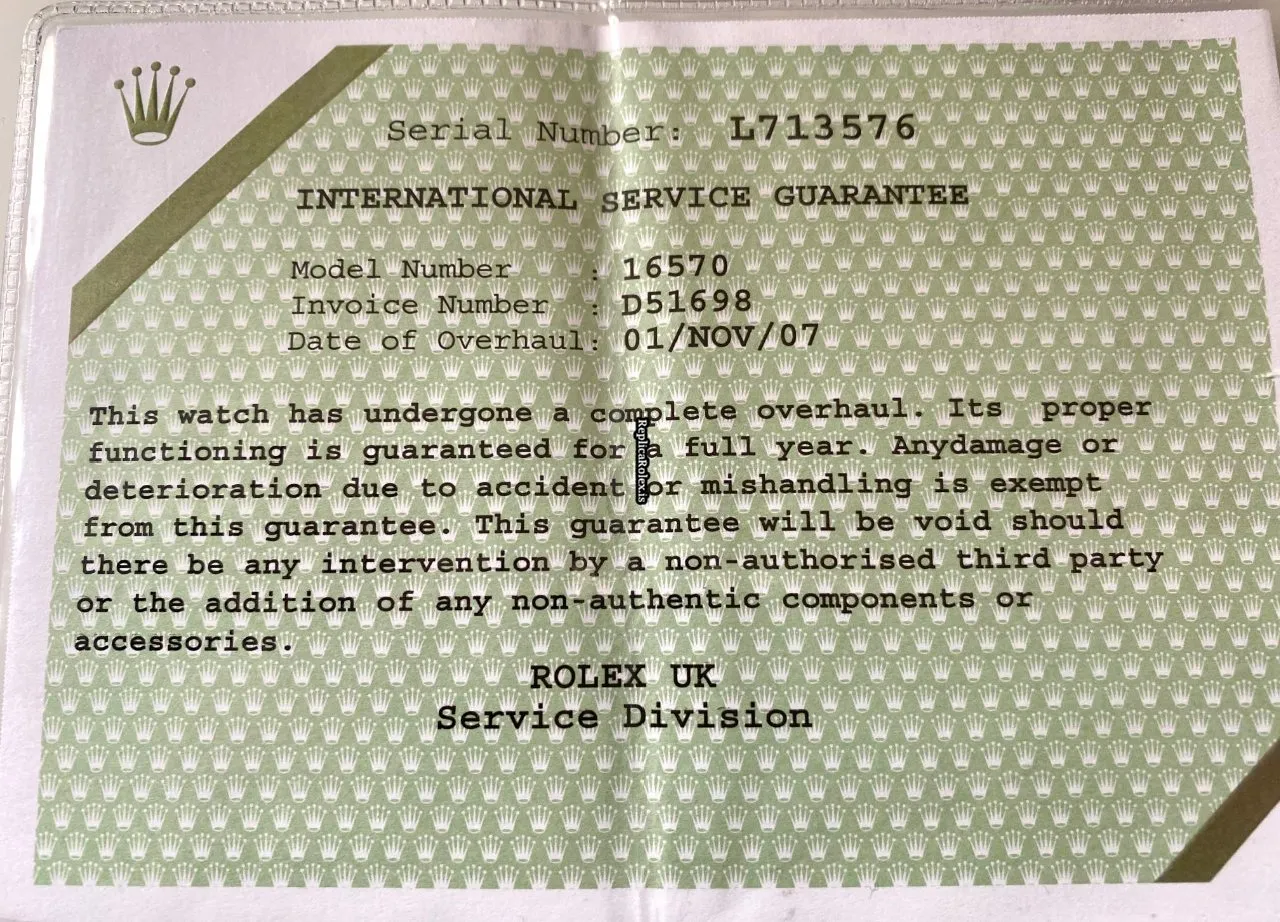 Serial Number: L713576
INTERNATIONAL SERVICE GUARANTEE
Model Number : 16570
Invoice Number : D51698
Date of Overhaul: 01/NOV/07
This watch has undergone a complete overhaul. Its proper
functioning is guaranteed for a full year. Anydamage or
deterioration due to accident or mishandling is exempt
from this guarantee. This guarantee will be void should
there be any intervention by a non-authorised third party
or the addition of any non-authentic components or
accessories.
ROLEX UK
Service Division
ReplicaRolex.is